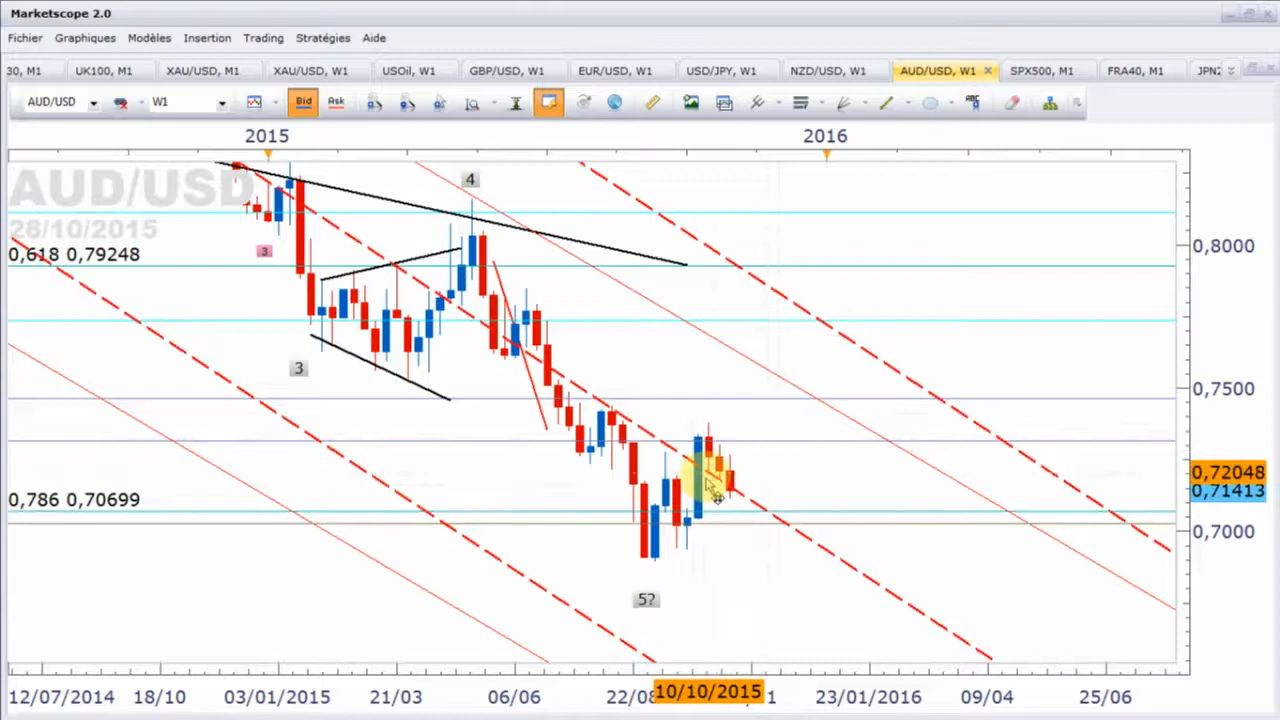 Marketscope 2.0
Fichier Graphiques Modèles Insertion Trading Stratégies Aide
30, M1 UK100, M1 XAU/USD, M1 XAU/USD, W1 USOil, W1 GBP/USD, W1 EUR/USD, W1 USD/JPY, W1 NZD/USD, W1 AUD/USD, W1 SPX500, M1 FRA40, M1
AUD/USD W1 Bid Ask ABC
2015 2016
AUD/USD
28/10/2015
4
3
0,618 0,79248
0,8000
3
0,7500
0,72048
0,71413
0,786 0,70699
0,7000
5?
12/07/2014 18/10 03/01/2015 21/03 06/06 22/08 10/10/2015 23/01/2016 09/04 25/06